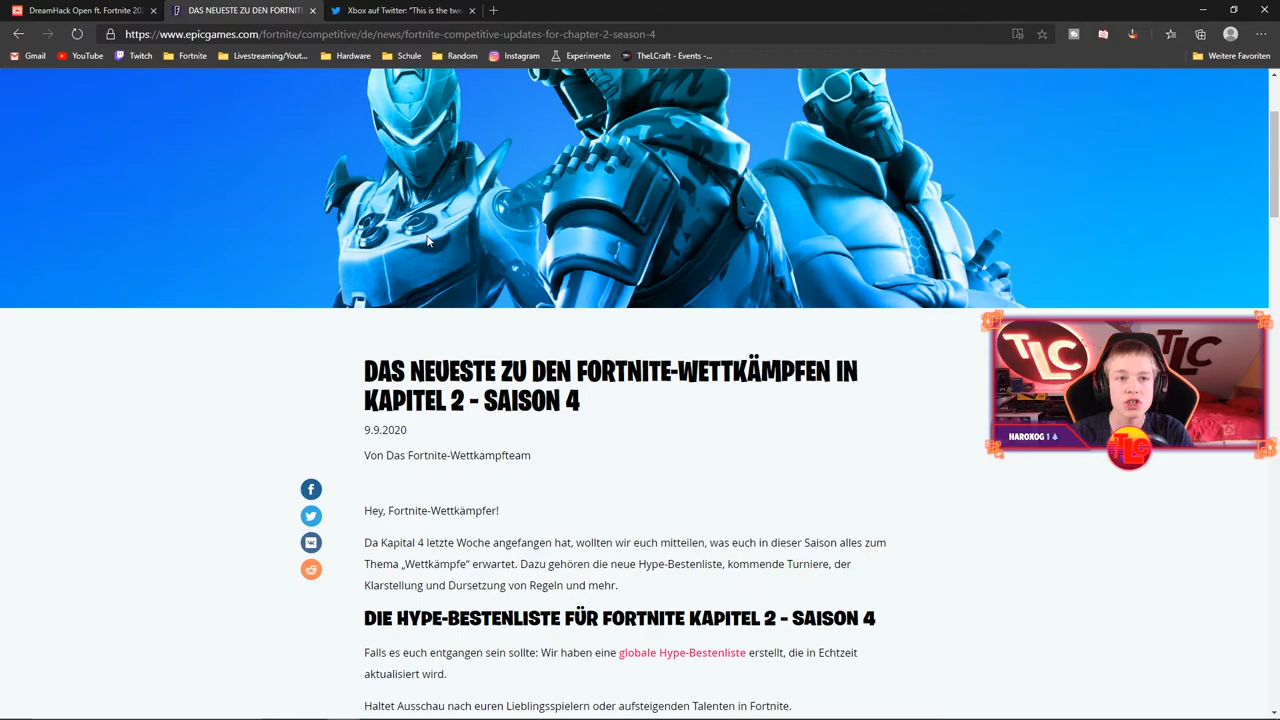 DreamHack Open ft. Fortnite 202
DAS NEUESTE ZU DEN FORTNIT
Xbox auf Twitter: "This is the twe
https://www.epicgames.com/fortnite/competitive/de/news/fortnite-competitive-updates-for-chapter-2-season-4
Gmail YouTube Twitch Fortnite Livestreaming/Yout... Hardware Schule Random Instagram Experimente TheLCraft - Events -... Weitere Favoriten
DAS NEUESTE ZU DEN FORTNITE-WETTKÄMPFEN IN
KAPITEL 2 - SAISON 4
9.9.2020
Von Das Fortnite-Wettkampfteam
Hey, Fortnite-Wettkämpfer!
Da Kapital 4 letzte Woche angefangen hat, wollten wir euch mitteilen, was euch in dieser Saison alles zum
Thema „Wettkämpfe“ erwartet. Dazu gehören die neue Hype-Bestenliste, kommende Turniere, der
Klarstellung und Dursetzung von Regeln und mehr.
DIE HYPE-BESTENLISTE FÜR FORTNITE KAPITEL 2 - SAISON 4
Falls es euch entgangen sein sollte: Wir haben eine globale Hype-Bestenliste erstellt, die in Echtzeit
aktualisiert wird.
Haltet Ausschau nach euren Lieblingsspielern oder aufsteigenden Talenten in Fortnite.
TLC
TLC
HAROXOG 1
TLC